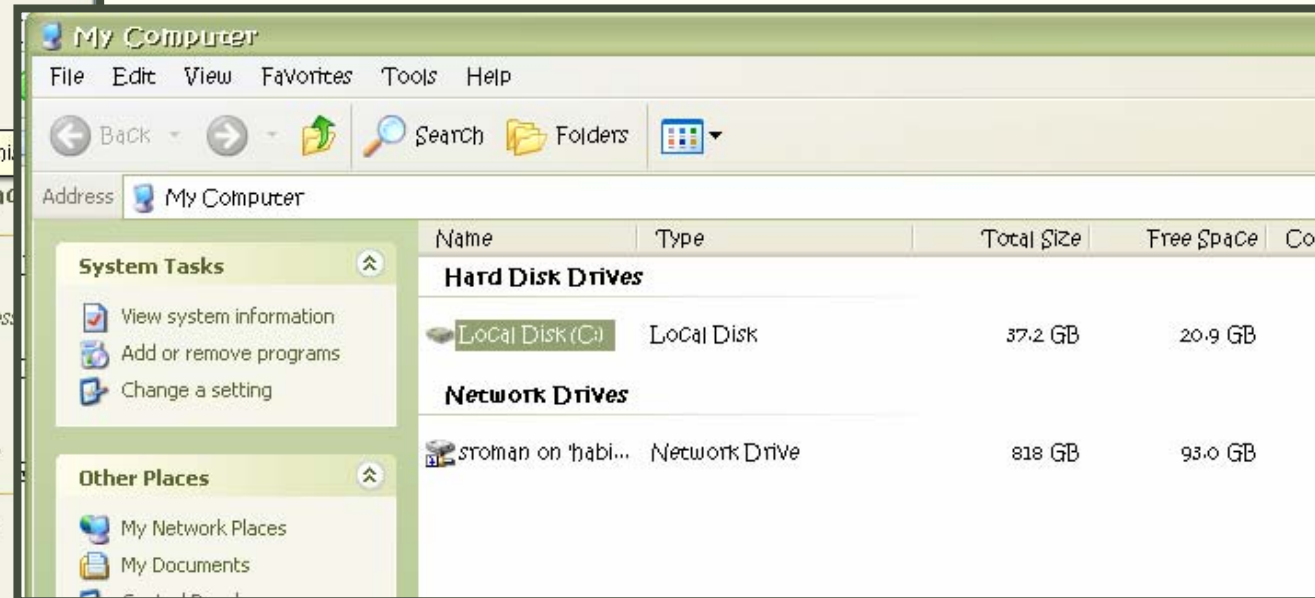 My Computer
File Edit View Favorites Tools Help
Back Search Folders
Address My Computer
Name Type Total Size Free Space Co
System Tasks
View system information
Add or remove programs
Change a setting
Hard Disk Drives
Local Disk (C:) Local Disk 37.2 GB 20.9 GB
Network Drives
sroman on 'habi... Network Drive 818 GB 93.0 GB
Other Places
My Network Places
My Documents